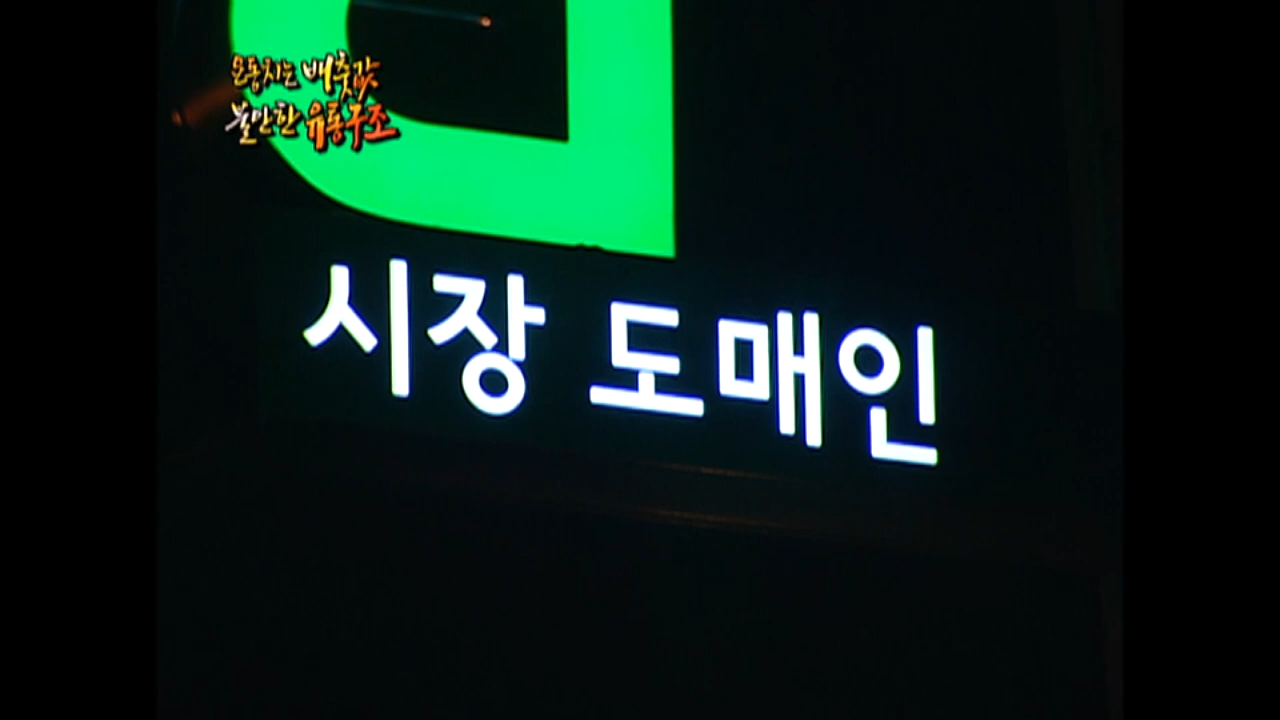 요동치는 배춧값
불안한 유통구조
시장 도매인